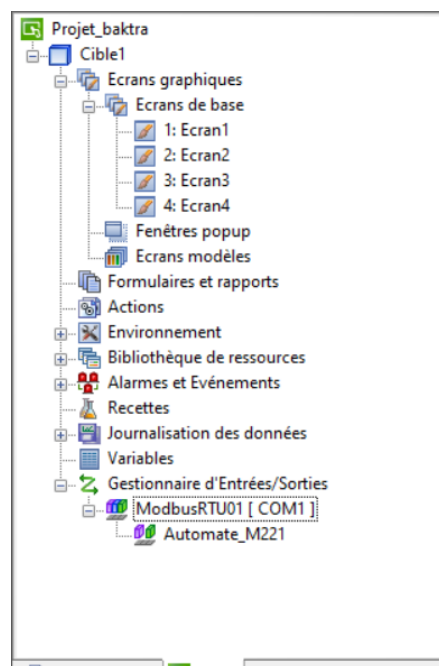 Projet_baktra
Cible1
Ecrans graphiques
Ecrans de base
1: Ecran1
2: Ecran2
3: Ecran3
4: Ecran4
Fenêtres popup
Ecrans modèles
Formulaires et rapports
Actions
Environnement
Bibliothèque de ressources
Alarmes et Evénements
Recettes
Journalisation des données
Variables
Gestionnaire d'Entrées/Sorties
ModbusRTU01 [ COM1 ]
Automate_M221